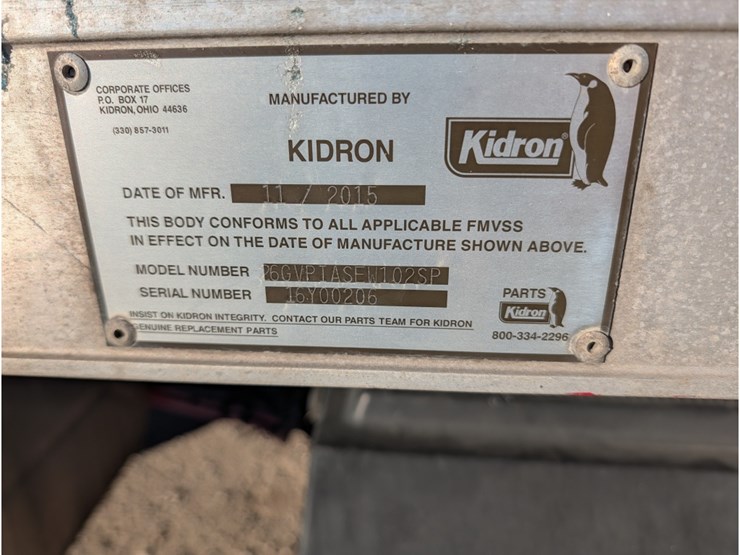 CORPORATE OFFICES
P.O. BOX 17
KIDRON, OHIO 44636
(330) 857-3011
MANUFACTURED BY
KIDRON
Kidron®
DATE OF MFR. 11 / 2015
THIS BODY CONFORMS TO ALL APPLICABLE FMVSS
IN EFFECT ON THE DATE OF MANUFACTURE SHOWN ABOVE.
MODEL NUMBER
SERIAL NUMBER 16Y00206
PARTS
Kidron
800-334-2296
INSIST ON KIDRON INTEGRITY. CONTACT OUR PARTS TEAM FOR KIDRON
GENUINE REPLACEMENT PARTS